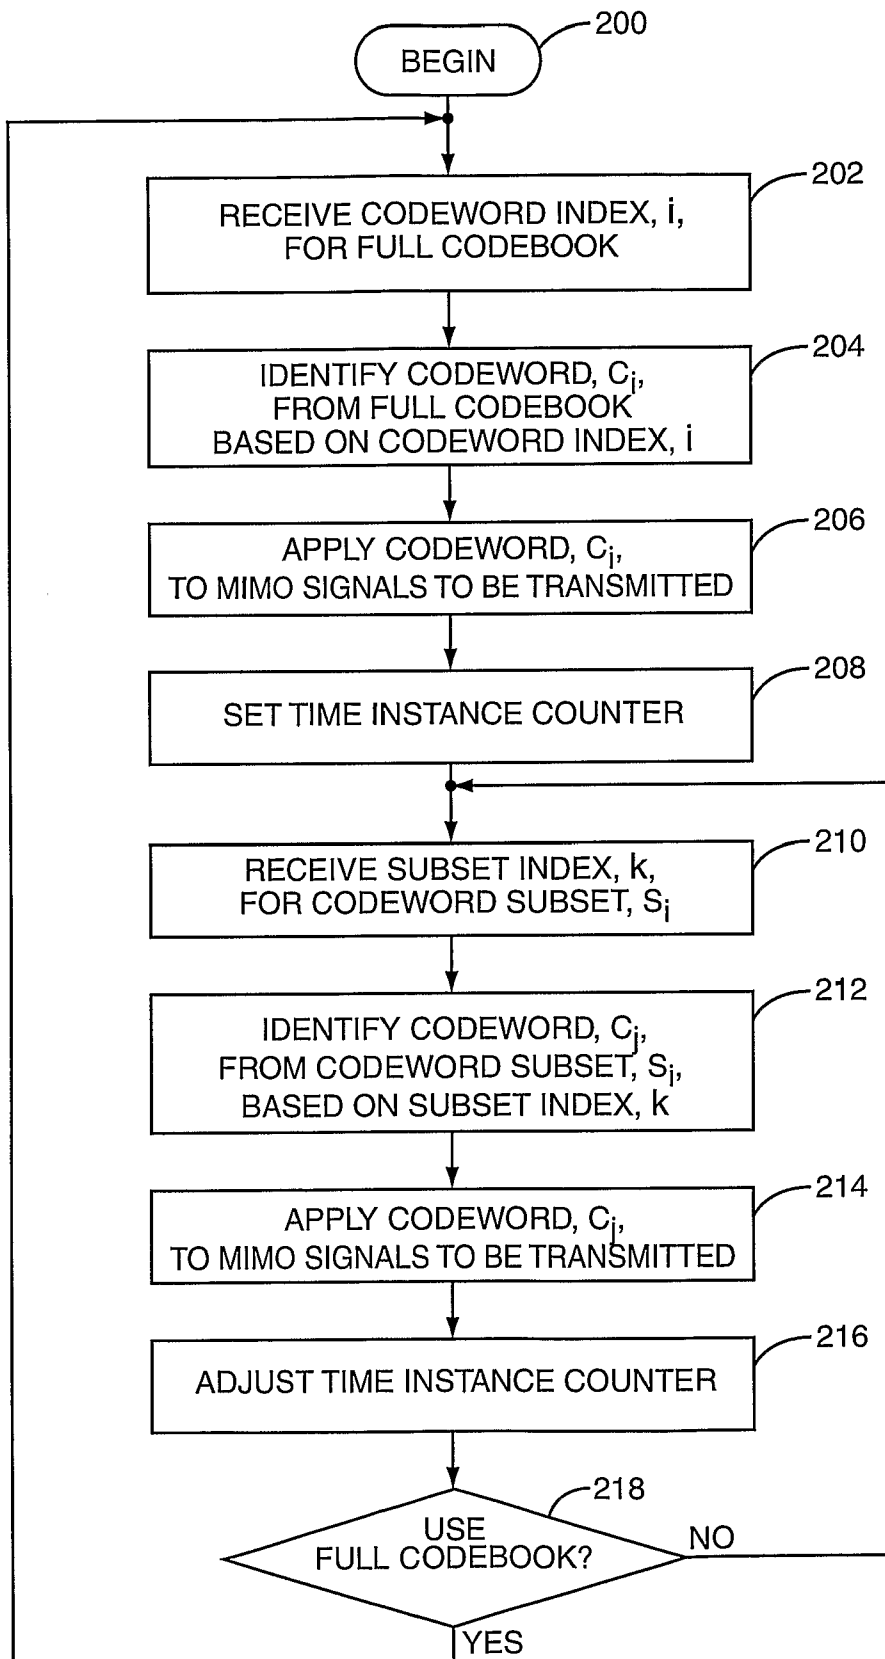 200
BEGIN
202
RECEIVE CODEWORD INDEX, i,
FOR FULL CODEBOOK
204
IDENTIFY CODEWORD, Ci,
FROM FULL CODEBOOK
BASED ON CODEWORD INDEX, i
206
APPLY CODEWORD, Ci,
TO MIMO SIGNALS TO BE TRANSMITTED
208
SET TIME INSTANCE COUNTER
210
RECEIVE SUBSET INDEX, k,
FOR CODEWORD SUBSET, Si
212
IDENTIFY CODEWORD, Cj,
FROM CODEWORD SUBSET, Si,
BASED ON SUBSET INDEX, k
214
APPLY CODEWORD, Cj,
TO MIMO SIGNALS TO BE TRANSMITTED
216
ADJUST TIME INSTANCE COUNTER
218
USE
FULL CODEBOOK?
NO
YES